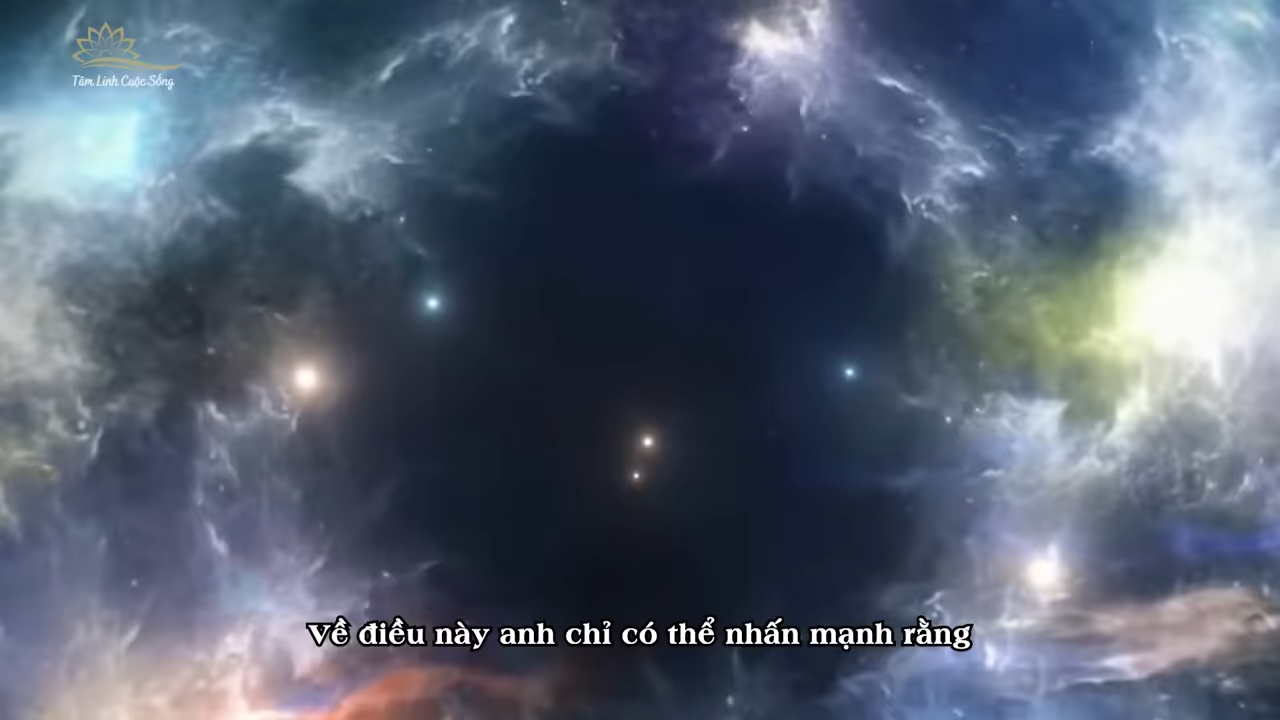 Tâm Linh Cuộc Sống
Về điều này anh chỉ có thể nhấn mạnh rằng